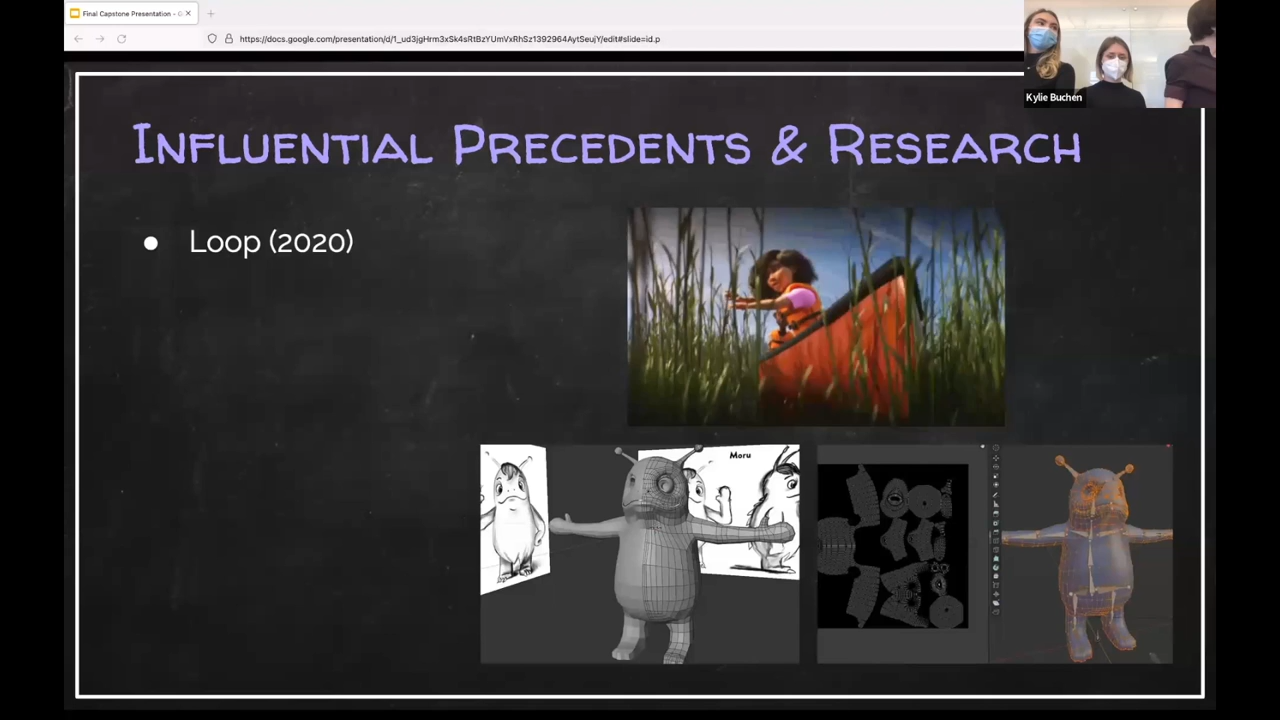 Final Capstone Presentation - G
https://docs.google.com/presentation/d/1_ud3jgHrm3xSk4sRtBzYUmVxRhSz1392964AytSeujY/edit#slide=id.p
Kylie Buchen
Influential Precedents & Research
● Loop (2020)
Moru